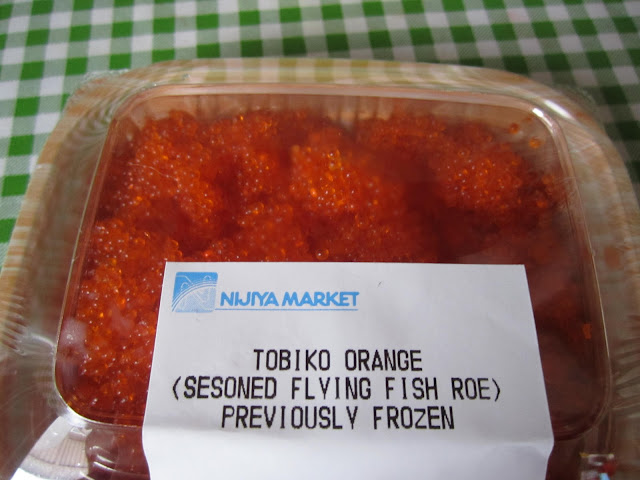 NIJIYA MARKET
TOBIKO ORANGE
(SESONED FLYING FISH ROE)
PREVIOUSLY FROZEN